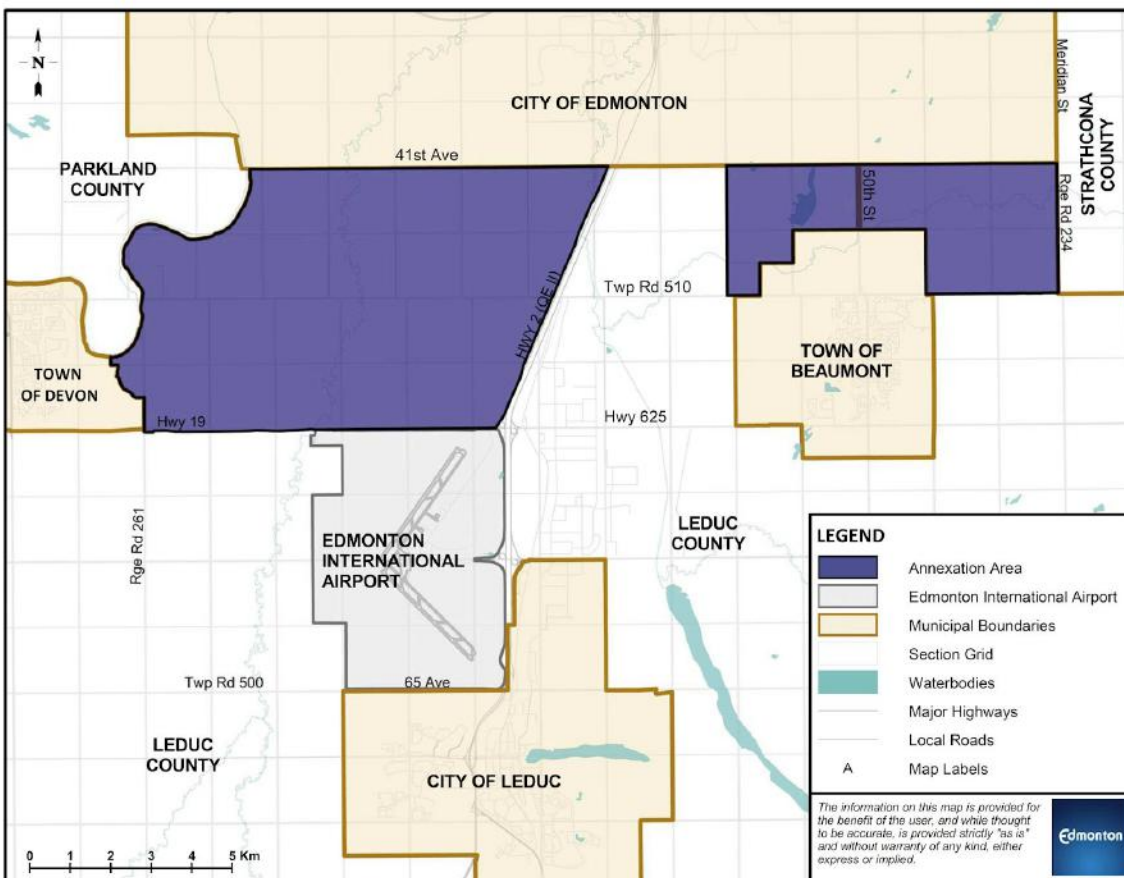 N
CITY OF EDMONTON
Meridian St
STRATHCONA
COUNTY
41st Ave
PARKLAND
COUNTY
50th St
Rge Rd 234
Twp Rd 510
HWY 2 (QE II)
TOWN OF
BEAUMONT
TOWN
OF DEVON
Hwy 19
Hwy 625
Rge Rd 261
EDMONTON
INTERNATIONAL
AIRPORT
LEDUC
COUNTY
Twp Rd 500
65 Ave
LEDUC
COUNTY
CITY OF LEDUC
0 1 2 3 4 5 Km
LEGEND
Annexation Area
Edmonton International Airport
Municipal Boundaries
Section Grid
Waterbodies
Major Highways
Local Roads
A Map Labels
The information on this map is provided for
the benefit of the user, and while thought
to be accurate, is provided strictly "as is"
and without warranty of any kind, either
express or implied.
Edmonton